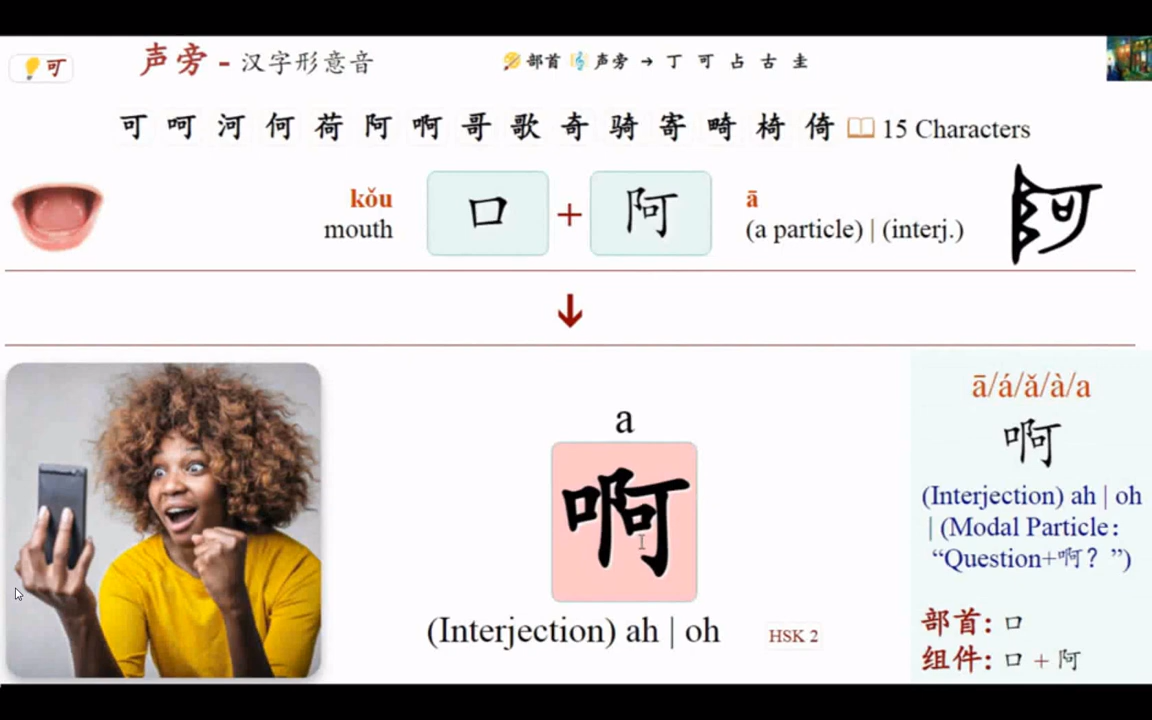 可 声旁 - 汉字形意音 部首 声旁 → 丁 可 占 古 圭
可 呵 河 何 荷 阿 啊 哥 歌 奇 骑 寄 畸 椅 倚 15 Characters
kǒu
mouth
口 + 阿
ā
(a particle) | (interj.)
↓
a
啊
(Interjection) ah | oh
HSK 2
ā/á/ǎ/à/a
啊
(Interjection) ah | oh
| (Modal Particle:
“Question+啊？”)
部首: 口
组件: 口 + 阿